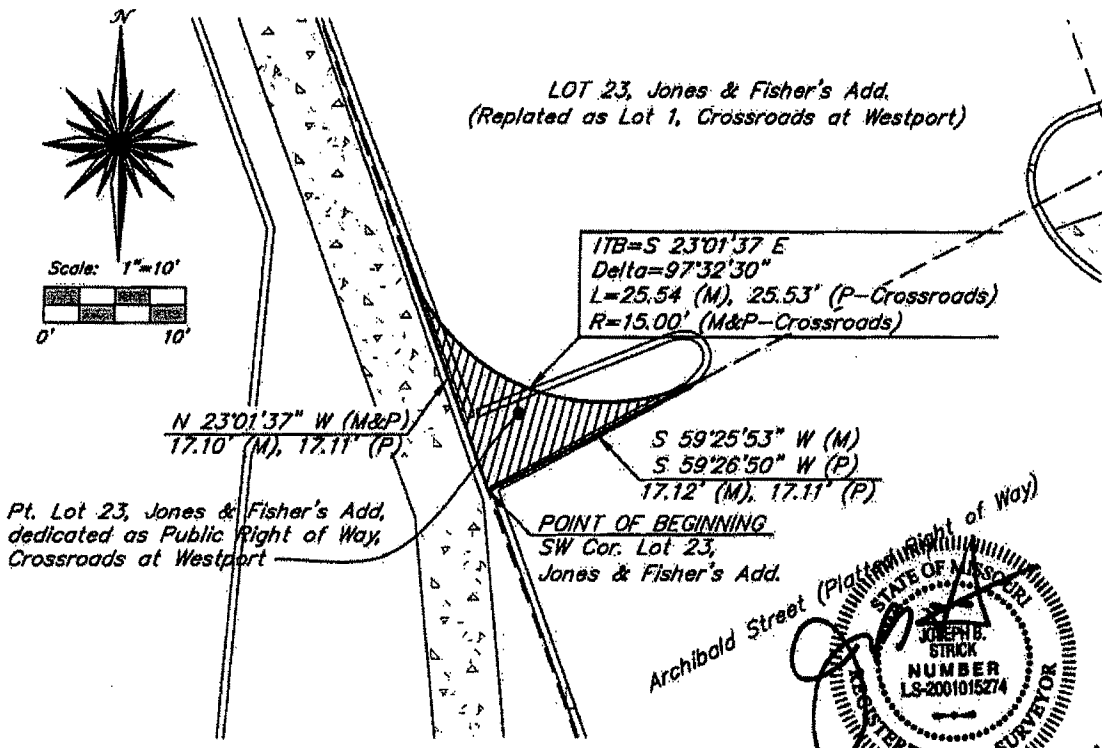 N
LOT 23, Jones & Fisher's Add.
(Replated as Lot 1, Crossroads at Westport)
Scale: 1"=10'
0' 10'
ITB=S 23°01'37 E
Delta=97°32'30"
L=25.54 (M), 25.53' (P-Crossroads)
R=15.00' (M&P-Crossroads)
N 23°01'37" W (M&P)
17.10' (M), 17.11' (P)
S 59°25'53" W (M)
S 59°26'50" W (P)
17.12' (M), 17.11' (P)
Pt. Lot 23, Jones & Fisher's Add,
dedicated as Public Right of Way,
Crossroads at Westport
POINT OF BEGINNING
SW Cor. Lot 23,
Jones & Fisher's Add.
Archibald Street (Platted Right of Way)
STATE OF MISSOURI
JOSEPH B.
STRICK
NUMBER
LS-2001015274
SURVEYOR